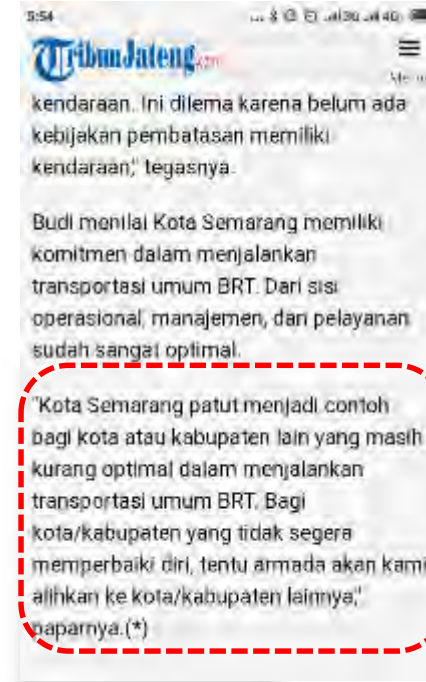 5:54
TribunJateng.com
kendaraan. Ini dilema karena belum ada
kebijakan pembatasan memiliki
kendaraan," tegasnya.
Budi menilai Kota Semarang memiliki
komitmen dalam menjalankan
transportasi umum BRT. Dari sisi
operasional, manajemen, dan pelayanan
sudah sangat optimal.
"Kota Semarang patut menjadi contoh
bagi kota atau kabupaten lain yang masih
kurang optimal dalam menjalankan
transportasi umum BRT. Bagi
kota/kabupaten yang tidak segera
memperbaiki diri, tentu armada akan kami
alihkan ke kota/kabupaten lainnya,"
paparnya.(*)